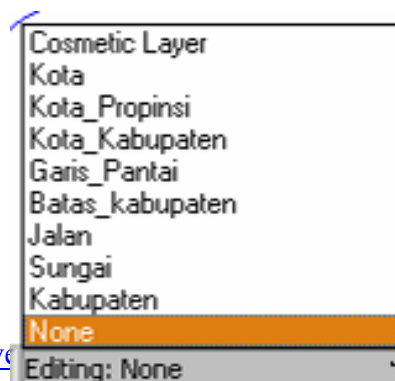 Cosmetic Layer
Kota
Kota_Propinsi
Kota_Kabupaten
Garis_Pantai
Batas_kabupaten
Jalan
Sungai
Kabupaten
None
Editing: None